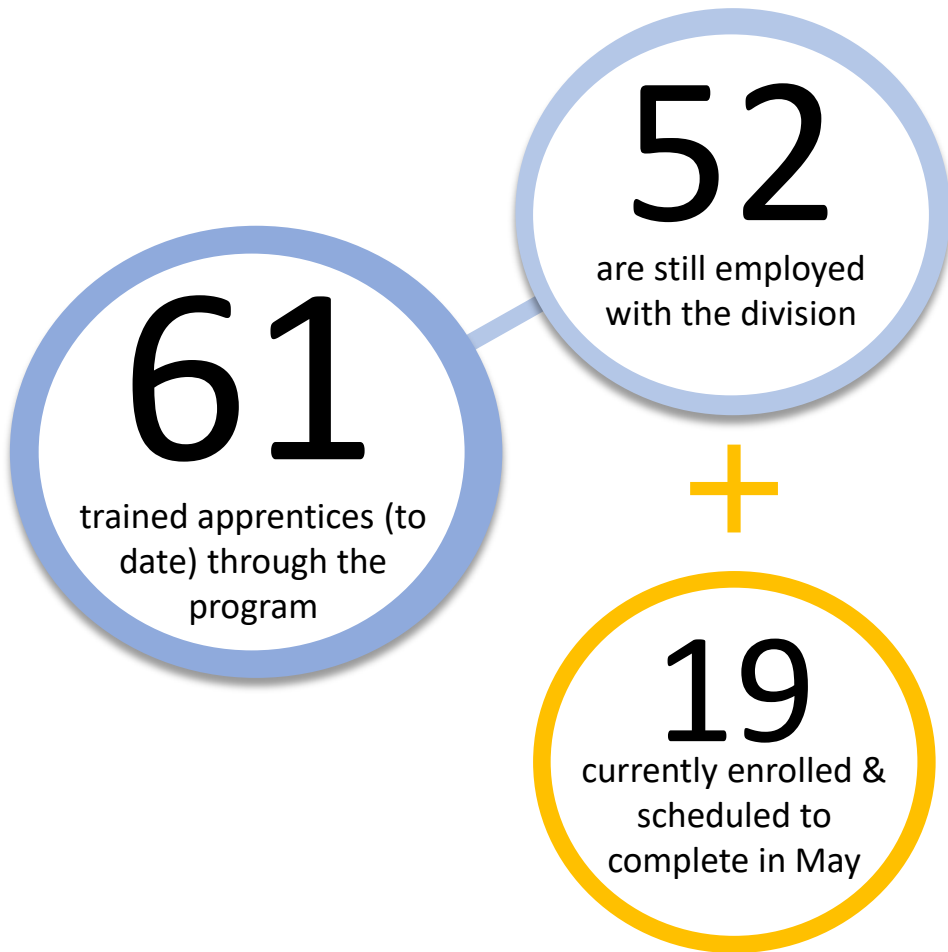 61
trained apprentices (to
date) through the
program
52
are still employed
with the division
+
19
currently enrolled &
scheduled to
complete in May